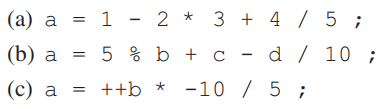 (a) a = 1 - 2 * 3 + 4 / 5 ;
(b) a = 5 % b + c - d / 10 ;
(c) a = ++b * -10 / 5 ;